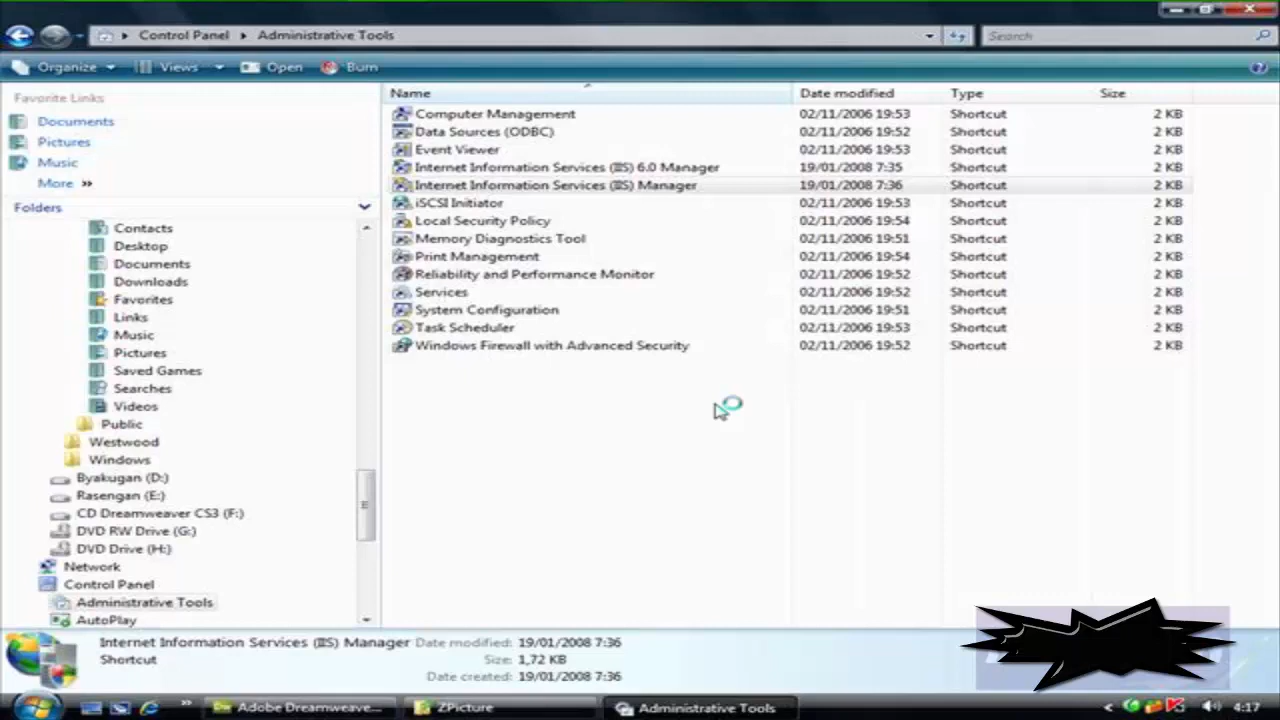 Control Panel Administrative Tools Search
Organize Views Open Burn
Favorite Links
Documents
Pictures
Music
More »
Folders
Contacts
Desktop
Documents
Downloads
Favorites
Links
Music
Pictures
Saved Games
Searches
Videos
Public
Westwood
Windows
Byakugan (D:)
Rasengan (E:)
CD Dreamweaver CS3 (F:)
DVD RW Drive (G:)
DVD Drive (H:)
Network
Control Panel
Administrative Tools
AutoPlay
Name Date modified Type Size
Computer Management 02/11/2006 19:53 Shortcut 2 KB
Data Sources (ODBC) 02/11/2006 19:52 Shortcut 2 KB
Event Viewer 02/11/2006 19:53 Shortcut 2 KB
Internet Information Services (IIS) 6.0 Manager 19/01/2008 7:35 Shortcut 2 KB
Internet Information Services (IIS) Manager 19/01/2008 7:36 Shortcut 2 KB
iSCSI Initiator 02/11/2006 19:53 Shortcut 2 KB
Local Security Policy 02/11/2006 19:54 Shortcut 2 KB
Memory Diagnostics Tool 02/11/2006 19:51 Shortcut 2 KB
Print Management 02/11/2006 19:54 Shortcut 2 KB
Reliability and Performance Monitor 02/11/2006 19:52 Shortcut 2 KB
Services 02/11/2006 19:52 Shortcut 2 KB
System Configuration 02/11/2006 19:51 Shortcut 2 KB
Task Scheduler 02/11/2006 19:53 Shortcut 2 KB
Windows Firewall with Advanced Security 02/11/2006 19:52 Shortcut 2 KB
Internet Information Services (IIS) Manager Date modified: 19/01/2008 7:36
Shortcut Size: 1,72 KB
Date created: 19/01/2008 7:36
» Adobe Dreamweave... ZPicture Administrative Tools 4:17